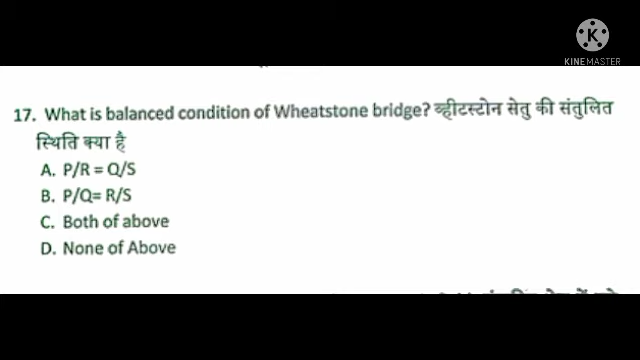 K
KINEMASTER
17. What is balanced condition of Wheatstone bridge? व्हीटस्टोन सेतु की संतुलित
स्थिति क्या है
A. P/R = Q/S
B. P/Q= R/S
C. Both of above
D. None of Above